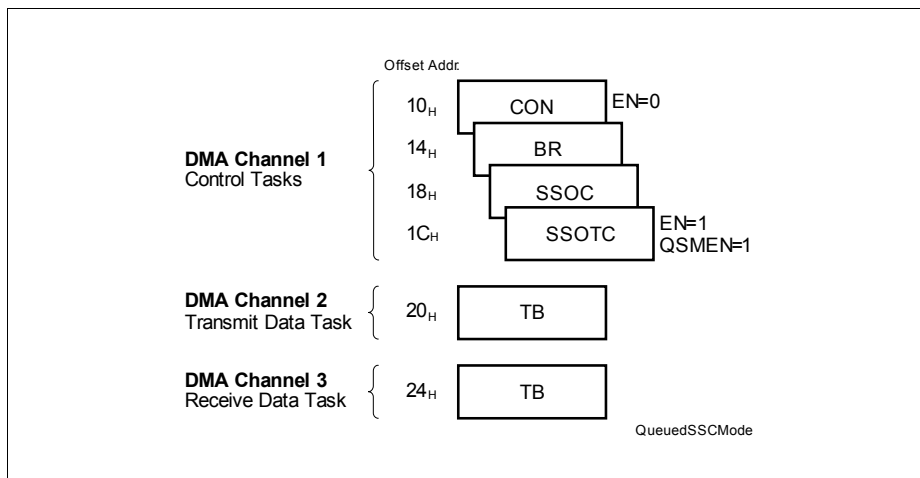 Offset Addr.
10H CON EN=0
DMA Channel 1
Control Tasks
14H BR
18H SSOC
1CH SSOTC EN=1
QSMEN=1
DMA Channel 2
Transmit Data Task
20H TB
DMA Channel 3
Receive Data Task
24H TB
QueuedSSCMode